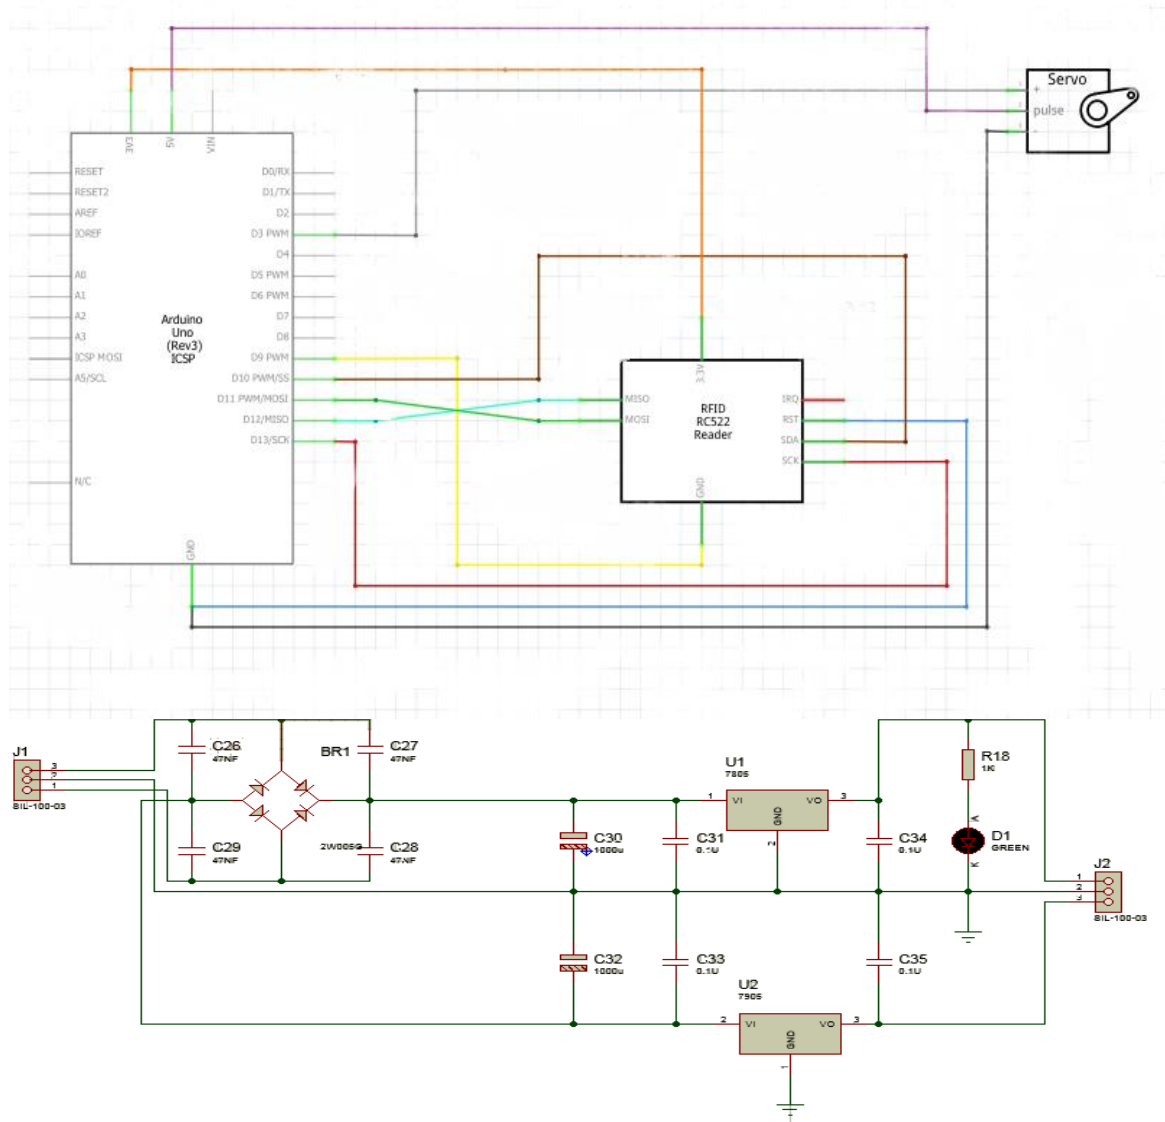 Servo
+
pulse
-
3V3
5V
VIN
RESET
RESET2
AREF
IOREF
A0
A1
A2
A3
ICSP MOSI
A5/SCL
N/C
Arduino
Uno
(Rev3)
ICSP
D0/RX
D1/TX
D2
D3 PWM
D4
D5 PWM
D6 PWM
D7
D8
D9 PWM
D10 PWM/SS
D11 PWM/MOSI
D12/MISO
D13/SCK
GND
3.3V
MISO
MOSI
RFID
RC522
Reader
IRQ
RST
SDA
SCK
GND
J1
3
2
1
SIL-100-03
C26
47NF
BR1
C27
47NF
C29
47NF
2W005G
C28
47NF
C30
1000u
C31
0.1U
U1
7805
1
VI
VO
3
GND
2
C34
0.1U
R18
1K
A
D1
GREEN
K
J2
1
2
3
SIL-100-03
C32
1000u
C33
0.1U
U2
7905
2
VI
VO
3
GND
1
C35
0.1U